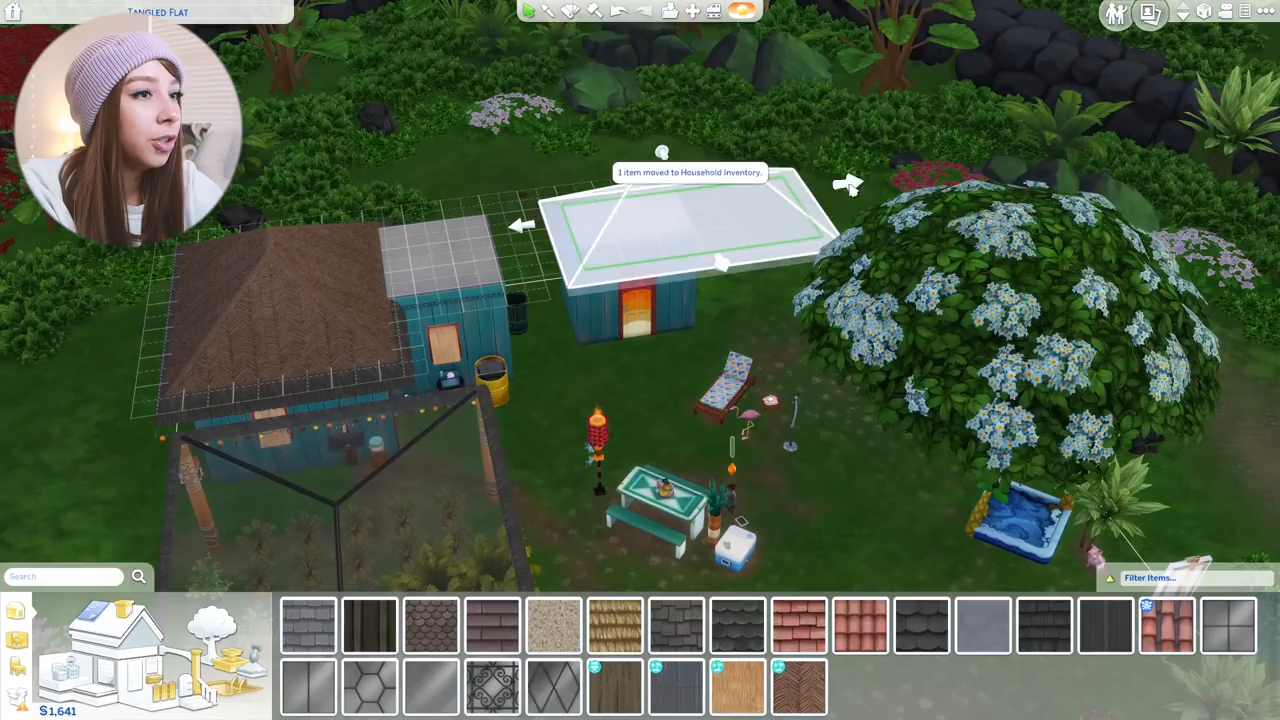 TANGLED FLAT
1 item moved to Household Inventory.
Search
Filter Items...
$1,641